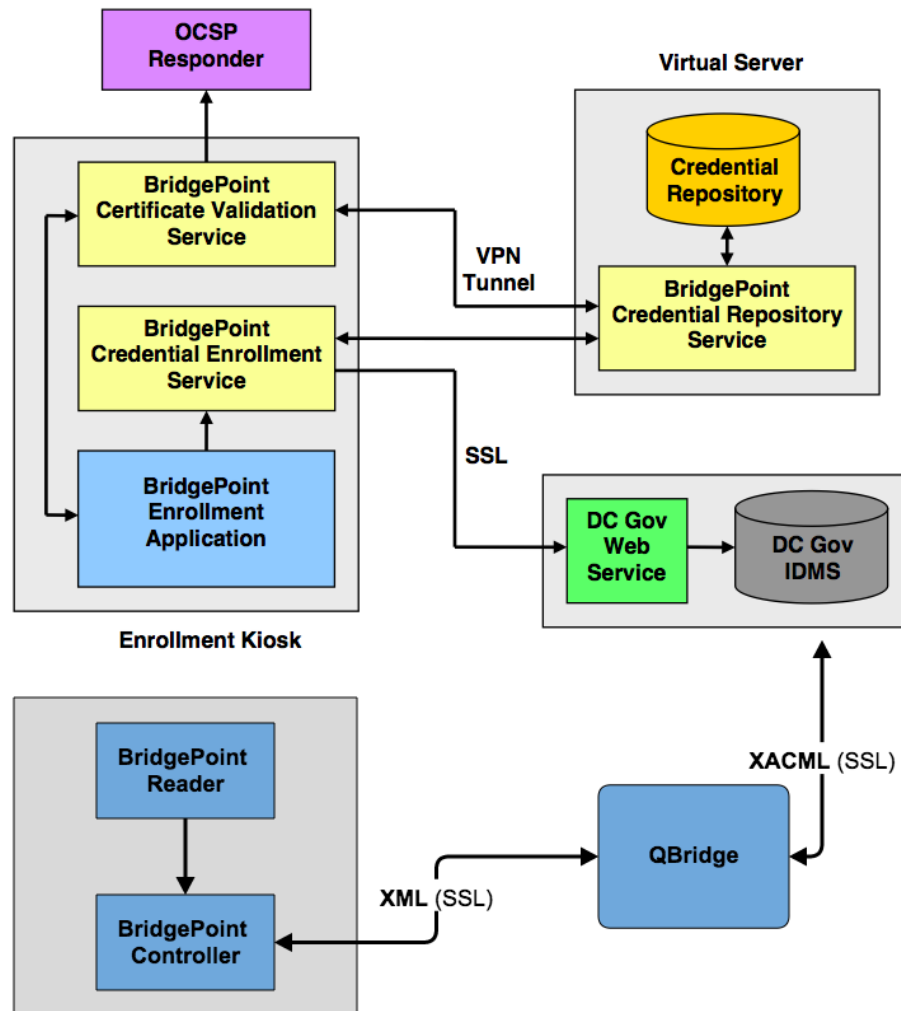 OCSP
Responder
Virtual Server
BridgePoint
Certificate Validation
Service
Credential
Repository
VPN
Tunnel
BridgePoint
Credential Repository
Service
BridgePoint
Credential Enrollment
Service
SSL
BridgePoint
Enrollment
Application
DC Gov
Web
Service
DC Gov
IDMS
Enrollment Kiosk
BridgePoint
Reader
XACML (SSL)
QBridge
XML (SSL)
BridgePoint
Controller